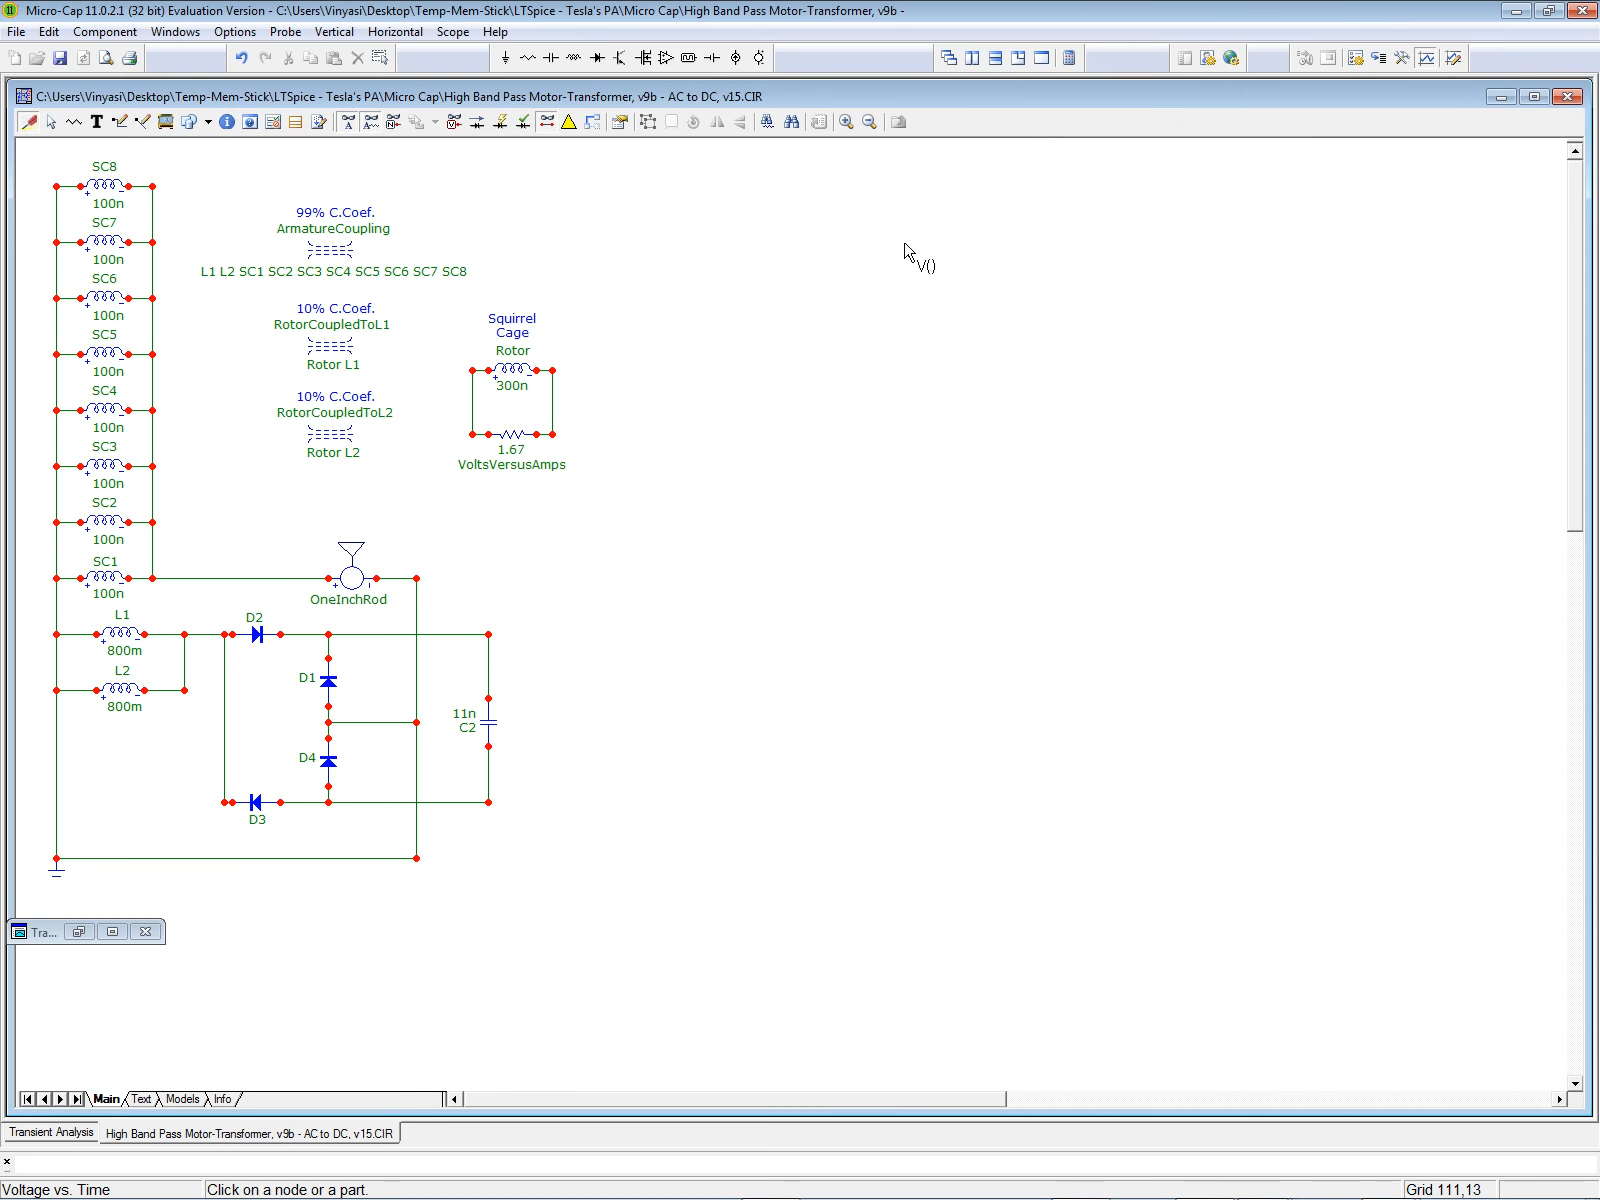 Micro-Cap 11.0.2.1 (32 bit) Evaluation Version - C:\Users\Vinyasi\Desktop\Temp-Mem-Stick\LTSpice - Tesla's PA\Micro Cap\High Band Pass Motor-Transformer, v9b -
File Edit Component Windows Options Probe Vertical Horizontal Scope Help
C:\Users\Vinyasi\Desktop\Temp-Mem-Stick\LTSpice - Tesla's PA\Micro Cap\High Band Pass Motor-Transformer, v9b - AC to DC, v15.CIR
SC8
100n
SC7
100n
SC6
100n
SC5
100n
SC4
100n
SC3
100n
SC2
100n
SC1
100n
L1
800m
L2
800m
99% C.Coef.
ArmatureCoupling
L1 L2 SC1 SC2 SC3 SC4 SC5 SC6 SC7 SC8
10% C.Coef.
RotorCoupledToL1
Rotor L1
10% C.Coef.
RotorCoupledToL2
Rotor L2
Squirrel
Cage
Rotor
300n
1.67
VoltsVersusAmps
V()
OneInchRod
D2
D1
D4
D3
11n
C2
Tra...
Main Text Models Info
Transient Analysis High Band Pass Motor-Transformer, v9b - AC to DC, v15.CIR
Voltage vs. Time Click on a node or a part. Grid 111,13